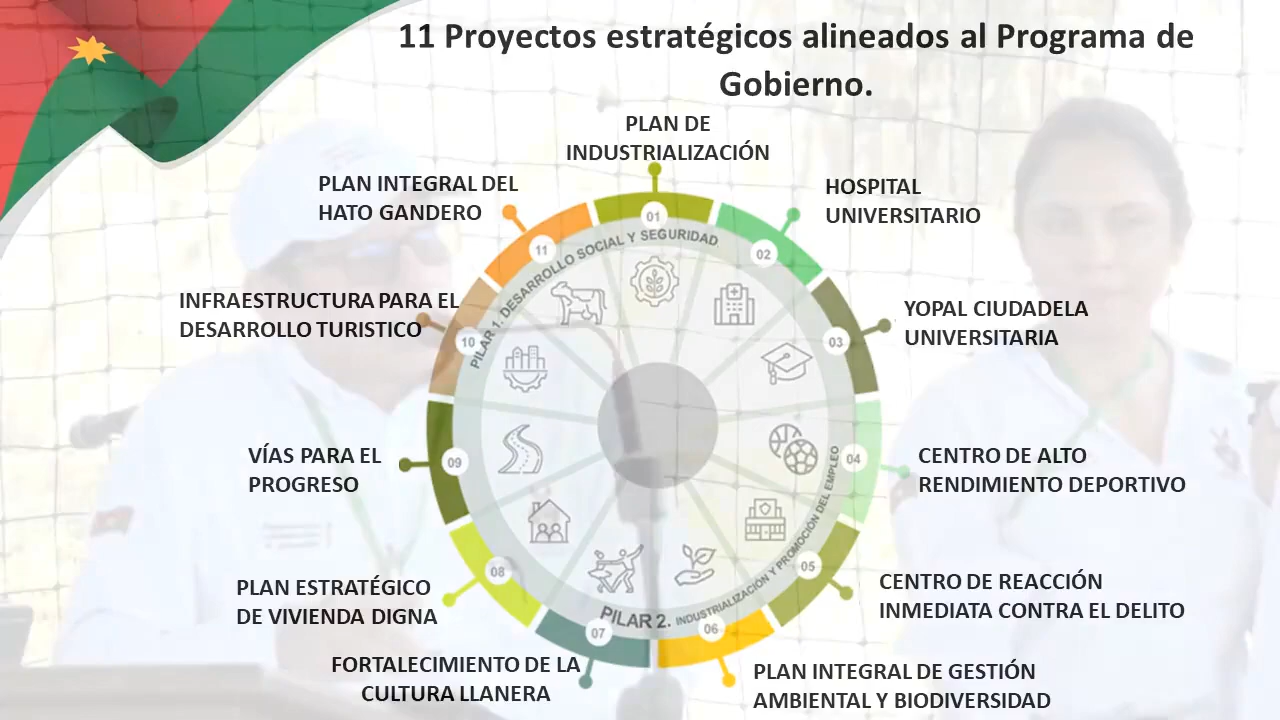 11 Proyectos estratégicos alineados al Programa de
Gobierno.
PLAN DE
INDUSTRIALIZACIÓN
01
HOSPITAL
UNIVERSITARIO
02
YOPAL CIUDADELA
UNIVERSITARIA
03
CENTRO DE ALTO
RENDIMIENTO DEPORTIVO
04
CENTRO DE REACCIÓN
INMEDIATA CONTRA EL DELITO
05
PLAN INTEGRAL DE GESTIÓN
AMBIENTAL Y BIODIVERSIDAD
06
FORTALECIMIENTO DE LA
CULTURA LLANERA
07
PLAN ESTRATÉGICO
DE VIVIENDA DIGNA
08
VÍAS PARA EL
PROGRESO
09
INFRAESTRUCTURA PARA EL
DESARROLLO TURISTICO
10
PLAN INTEGRAL DEL
HATO GANDERO
11
PILAR 1. DESARROLLO SOCIAL Y SEGURIDAD
PILAR 2. INDUSTRIALIZACIÓN Y PROMOCIÓN DEL EMPLEO